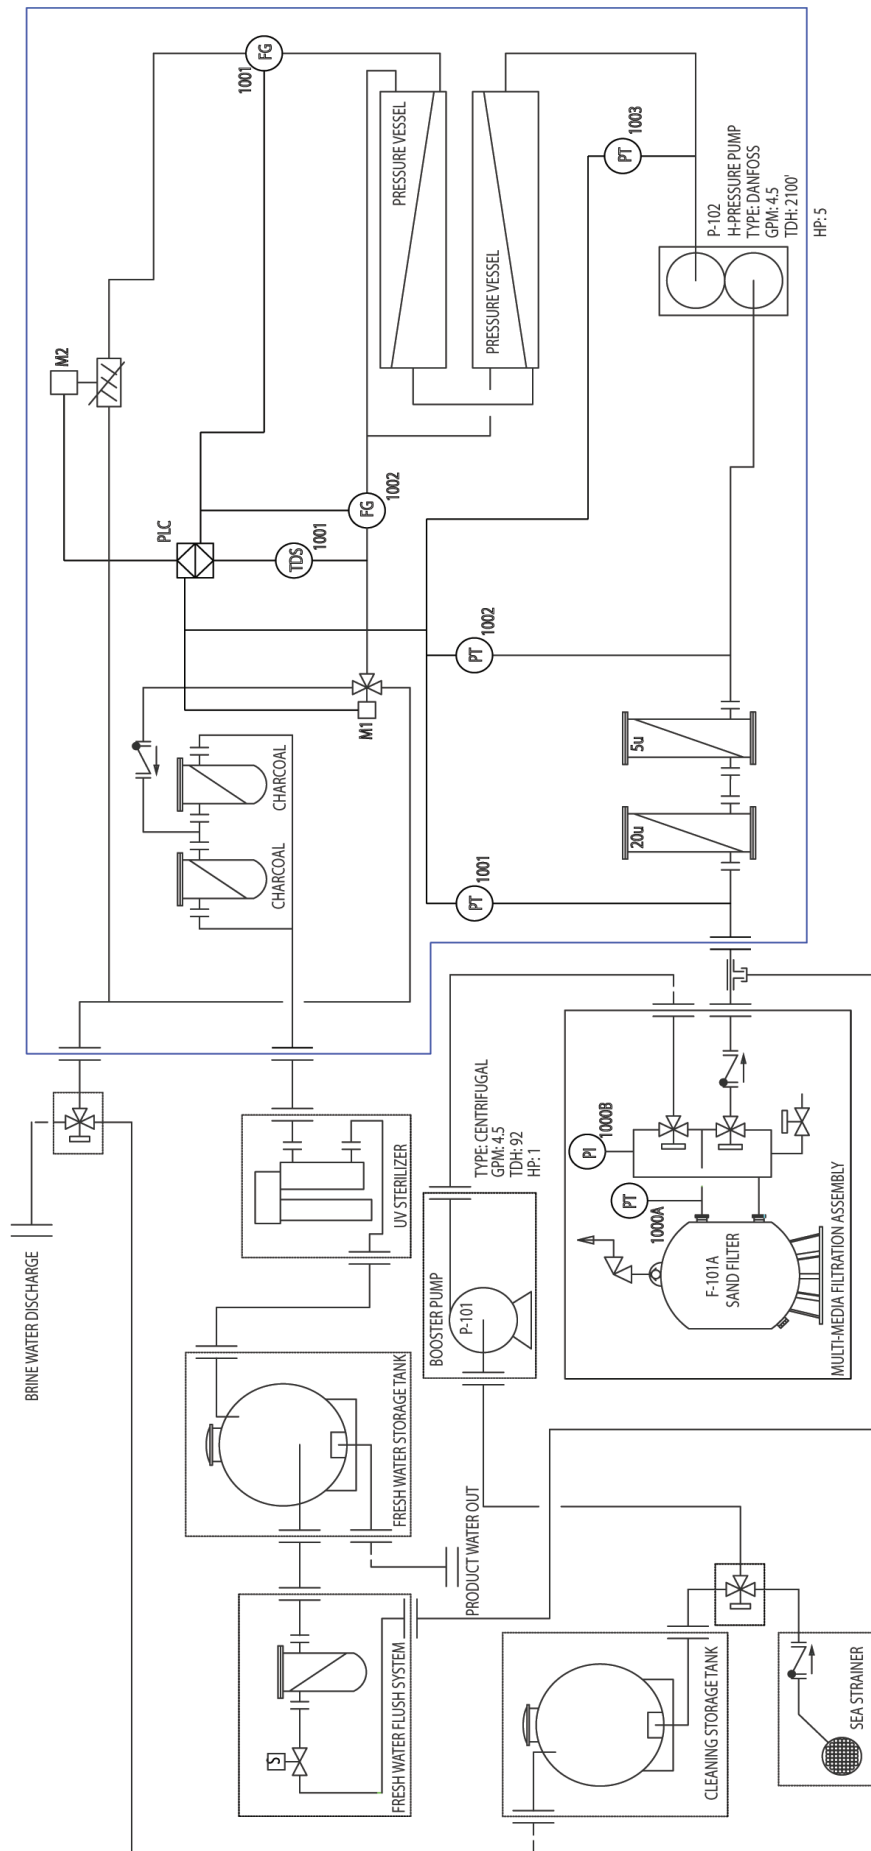 FG
1001
PRESSURE VESSEL
PRESSURE VESSEL
PT
1003
P-102
H-PRESSURE PUMP
TYPE: DANFOSS
GPM: 4.5
TDH: 2100'
HP: 5
M2
PLC
FG
1002
TDS
1001
PT
1002
M1
CHARCOAL
CHARCOAL
5u
20u
PT
1001
BRINE WATER DISCHARGE
UV STERILIZER
TYPE: CENTRIFUGAL
GPM: 4.5
TDH: 92
HP: 1
BOOSTER PUMP
P-101
PI
1000B
PT
1000A
F-101A
SAND FILTER
MULTI-MEDIA FILTRATION ASSEMBLY
FRESH WATER STORAGE TANK
PRODUCT WATER OUT
S
FRESH WATER FLUSH SYSTEM
CLEANING STORAGE TANK
SEA STRAINER